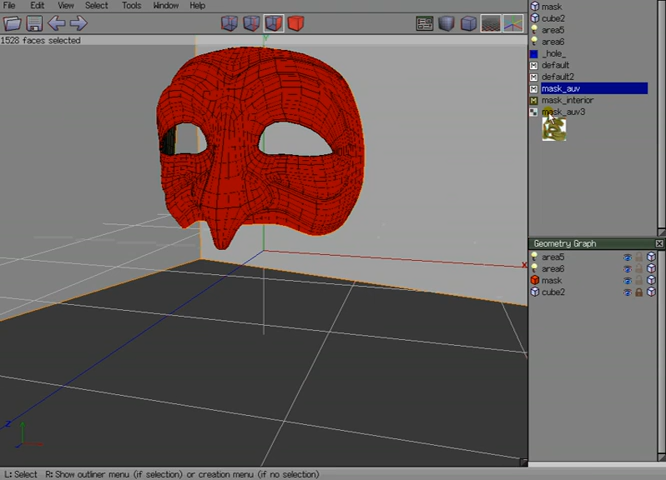 File Edit View Select Tools Window Help
1528 faces selected
Y
X
Z
mask
cube2
area5
area6
_hole_
default
default2
mask_auv
mask_interior
mask_auv3
Geometry Graph
area5
area6
mask
cube2
L: Select R: Show outliner menu (if selection) or creation menu (if no selection)